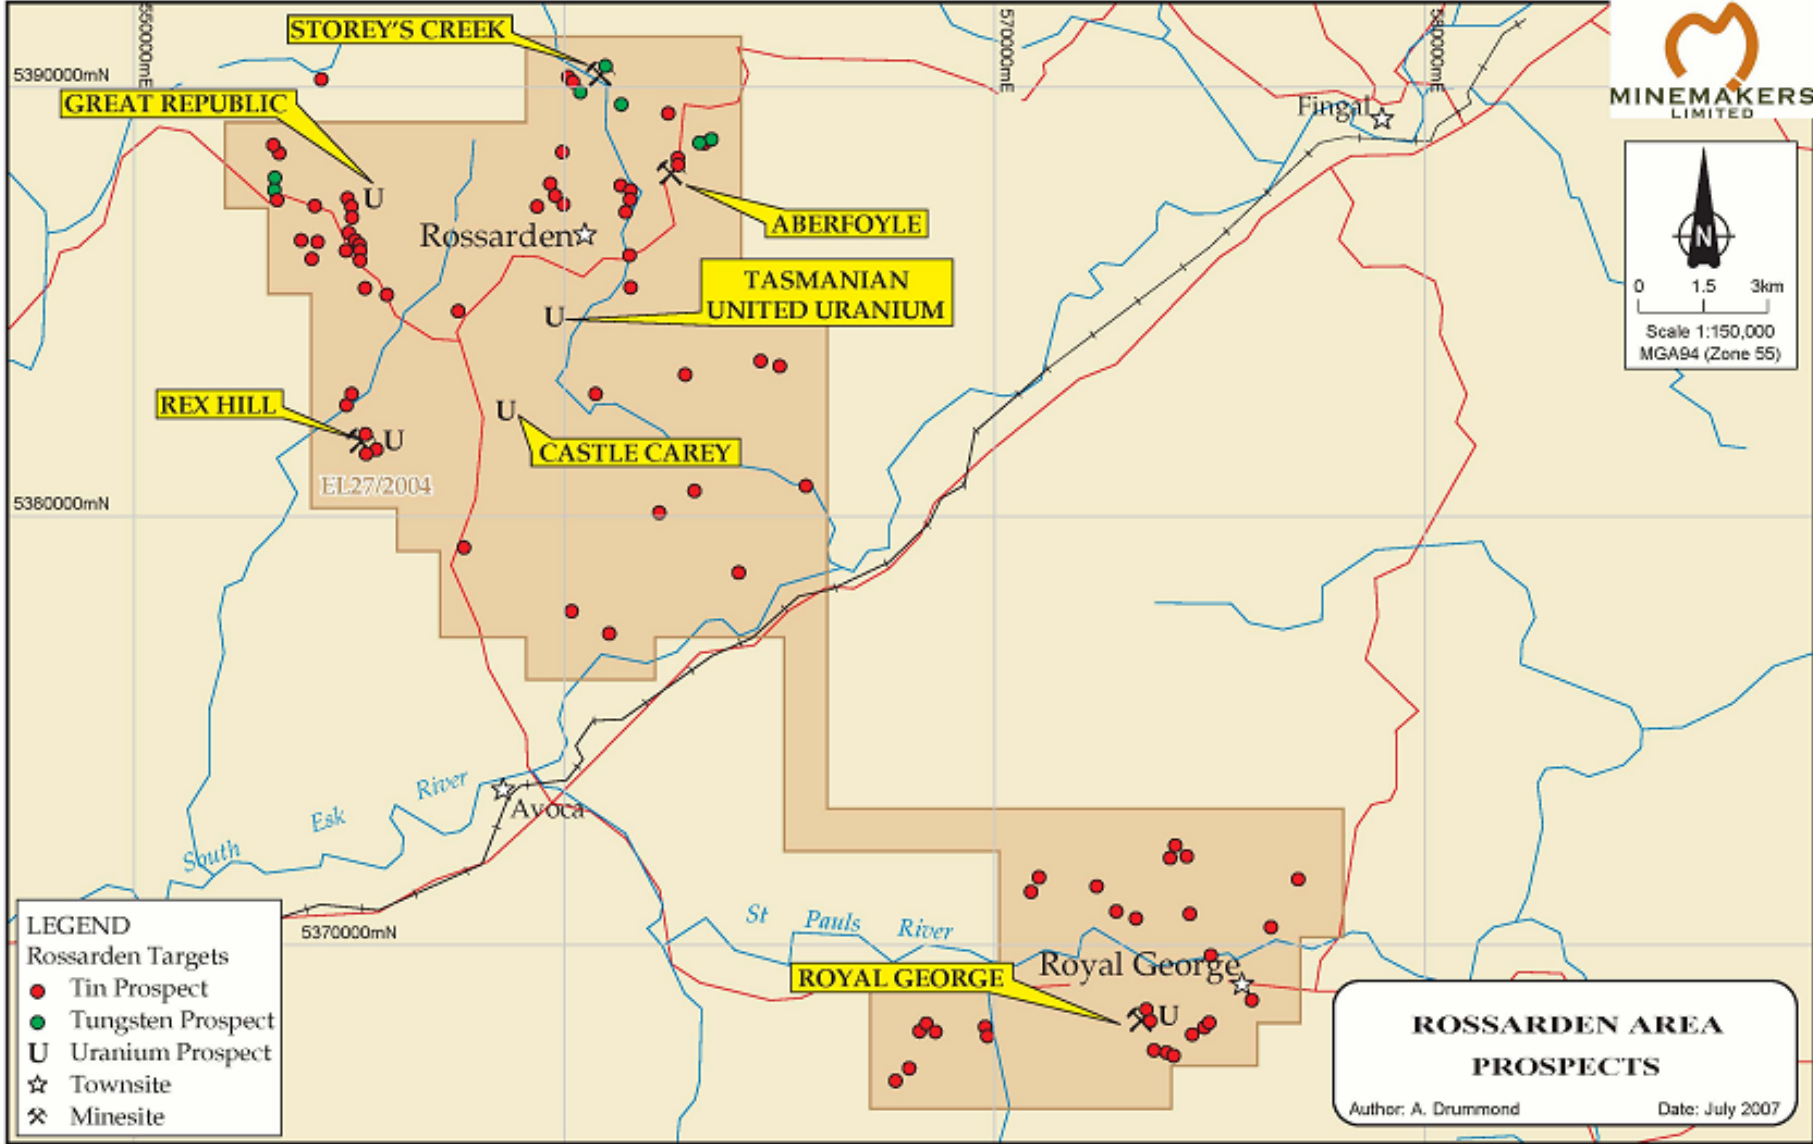 STOREY'S CREEK
550000mE
570000mE
580000mE
5390000mN
GREAT REPUBLIC
Fingal
MINEMAKERS
LIMITED
U
N
Rossarden
ABERFOYLE
TASMANIAN
UNITED URANIUM
U
0 1.5 3km
Scale 1:150,000
MGA94 (Zone 55)
REX HILL
U
U
CASTLE CAREY
EL27/2004
5380000mN
South Esk River
Avoca
5370000mN
St Pauls River
Royal George
ROYAL GEORGE
U
LEGEND
Rossarden Targets
Tin Prospect
Tungsten Prospect
U Uranium Prospect
Townsite
Minesite
ROSSARDEN AREA
PROSPECTS
Author: A. Drummond Date: July 2007